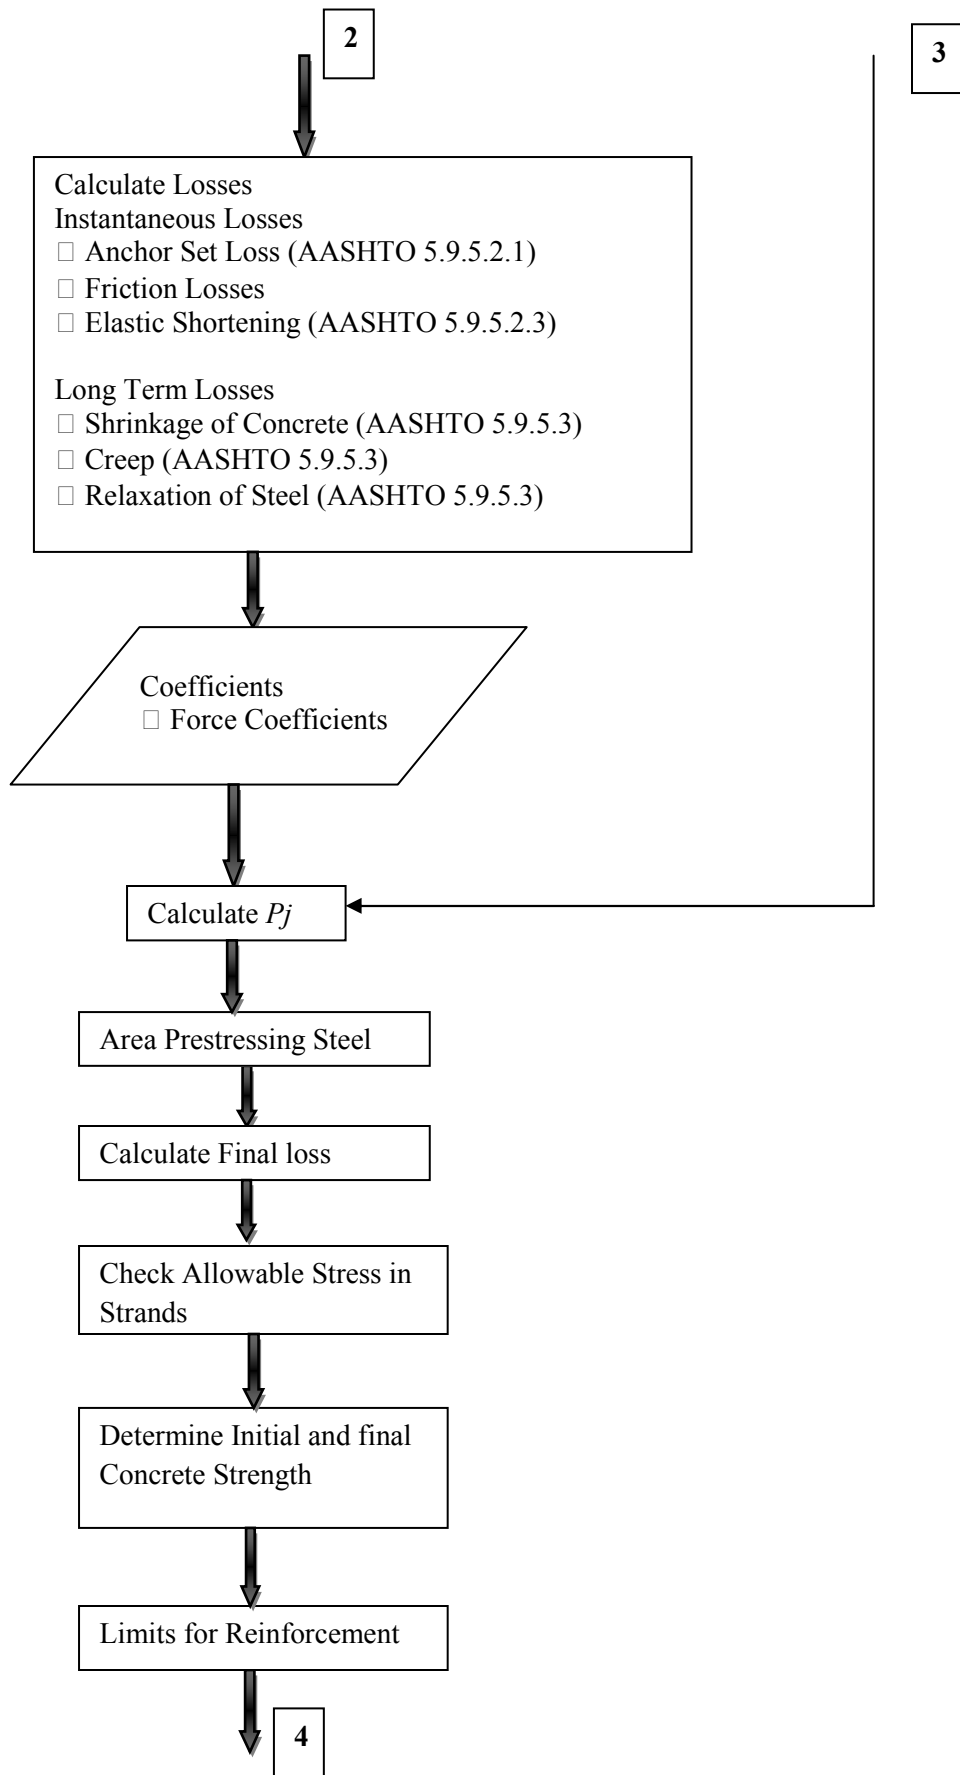 2
3
Calculate Losses
Instantaneous Losses
□ Anchor Set Loss (AASHTO 5.9.5.2.1)
□ Friction Losses
□ Elastic Shortening (AASHTO 5.9.5.2.3)
Long Term Losses
□ Shrinkage of Concrete (AASHTO 5.9.5.3)
□ Creep (AASHTO 5.9.5.3)
□ Relaxation of Steel (AASHTO 5.9.5.3)
Coefficients
□ Force Coefficients
Calculate Pj
Area Prestressing Steel
Calculate Final loss
Check Allowable Stress in
Strands
Determine Initial and final
Concrete Strength
Limits for Reinforcement
4